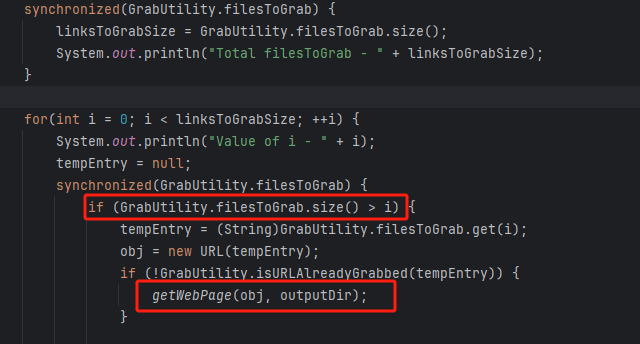 synchronized(GrabUtility.filesToGrab) {
linksToGrabSize = GrabUtility.filesToGrab.size();
System.out.println("Total filesToGrab - " + linksToGrabSize);
}
for(int i = 0; i < linksToGrabSize; ++i) {
System.out.println("Value of i - " + i);
tempEntry = null;
synchronized(GrabUtility.filesToGrab) {
if (GrabUtility.filesToGrab.size() > i) {
tempEntry = (String)GrabUtility.filesToGrab.get(i);
obj = new URL(tempEntry);
if (!GrabUtility.isURLAlreadyGrabbed(tempEntry)) {
getWebPage(obj, outputDir);
}